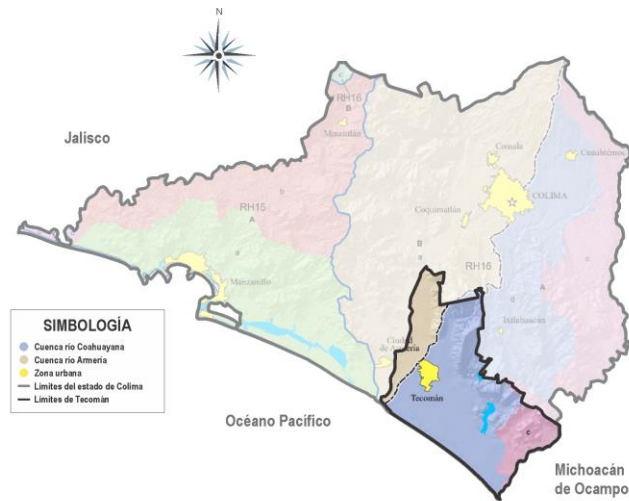 N
Jalisco
RH16
B
Minatitlán
Comala
Cuauhtémoc
COLIMA
Coquimatlán
RH15
A
b
a
Manzanillo
B
a
RH16
A
c
Ixtlahuacán
Ciudad
de Armería
SIMBOLOGÍA
Cuenca río Coahuayana
Cuenca río Armería
Zona urbana
Límites del estado de Colima
Límites de Tecomán
Tecomán
c
Océano Pacífico
Michoacán
de Ocampo